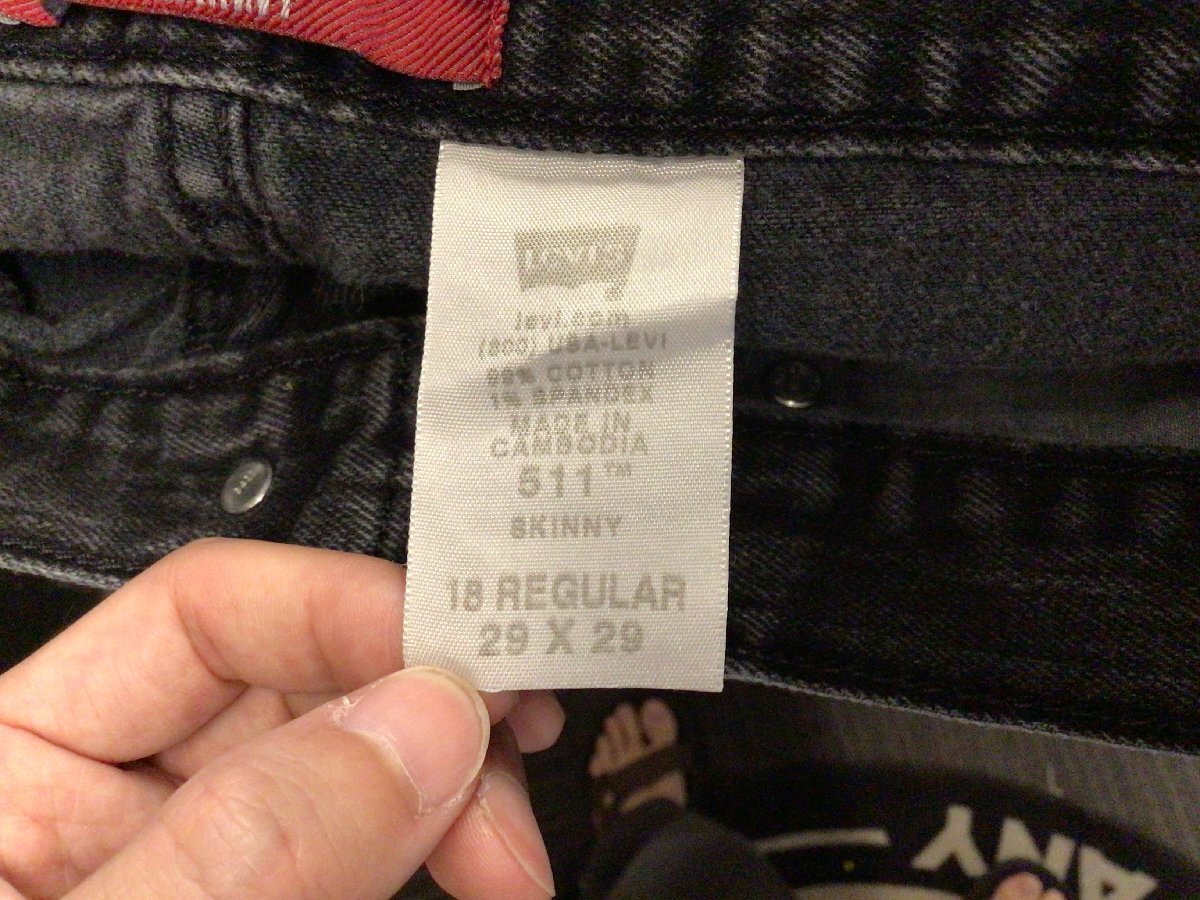 Levi's
levi.com
(800) USA-LEVI
99% COTTON
1% SPANDEX
MADE IN
CAMBODIA
511™
SKINNY
18 REGULAR
29 X 29
ANY